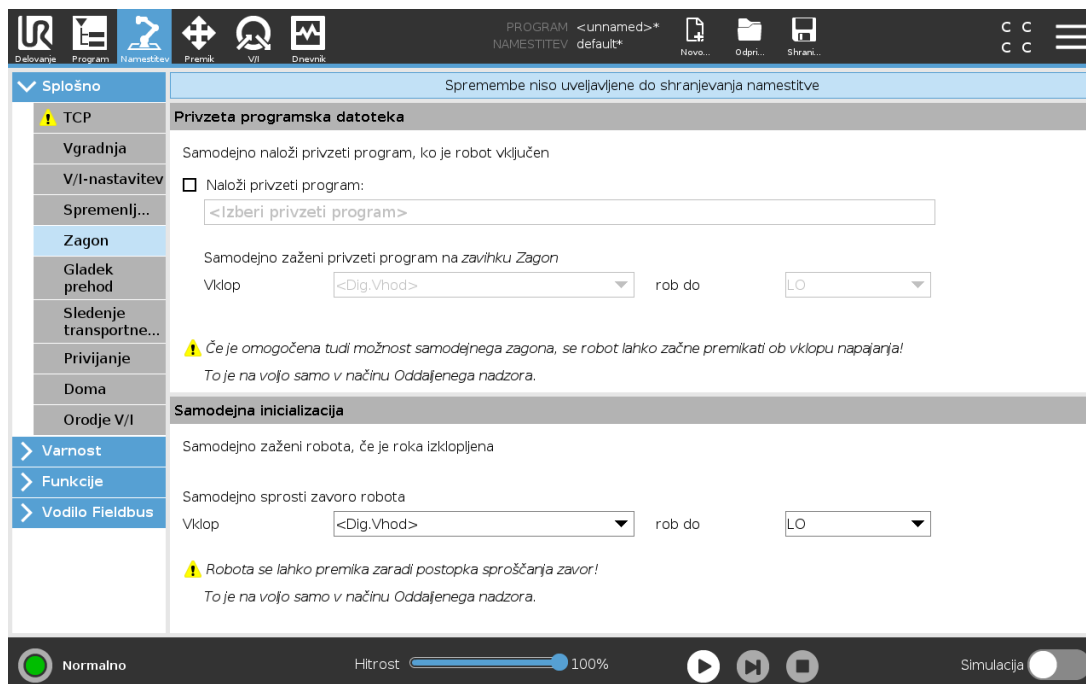 PROGRAM <unnamed>*
NAMESTITEV default*
C C
C C
UR
Delovanje
Program
Namestitev
Premik
V/I
Dnevnik
Novo...
Odpri...
Shrani...
Splošno
TCP
Vgradnja
V/I-nastavitev
Spremenlj...
Zagon
Gladek
prehod
Sledenje
transportne...
Privijanje
Doma
Orodje V/I
Varnost
Funkcije
Vodilo Fieldbus
Spremembe niso uveljavljene do shranjevanja namestitve
Privzeta programska datoteka
Samodejno naloži privzeti program, ko je robot vključen
Naloži privzeti program:
<Izberi privzeti program>
Samodejno zaženi privzeti program na zavihku Zagon
Vklop <Dig.Vhod> rob do LO
Če je omogočena tudi možnost samodejnega zagona, se robot lahko začne premikati ob vklopu napajanja!
To je na voljo samo v načinu Oddaljenega nadzora.
Samodejna inicializacija
Samodejno zaženi robota, če je roka izklopljena
Samodejno sprosti zavoro robota
Vklop <Dig.Vhod> rob do LO
Robota se lahko premika zaradi postopka sproščanja zavor!
To je na voljo samo v načinu Oddaljenega nadzora.
Normalno
Hitrost 100%
Simulacija